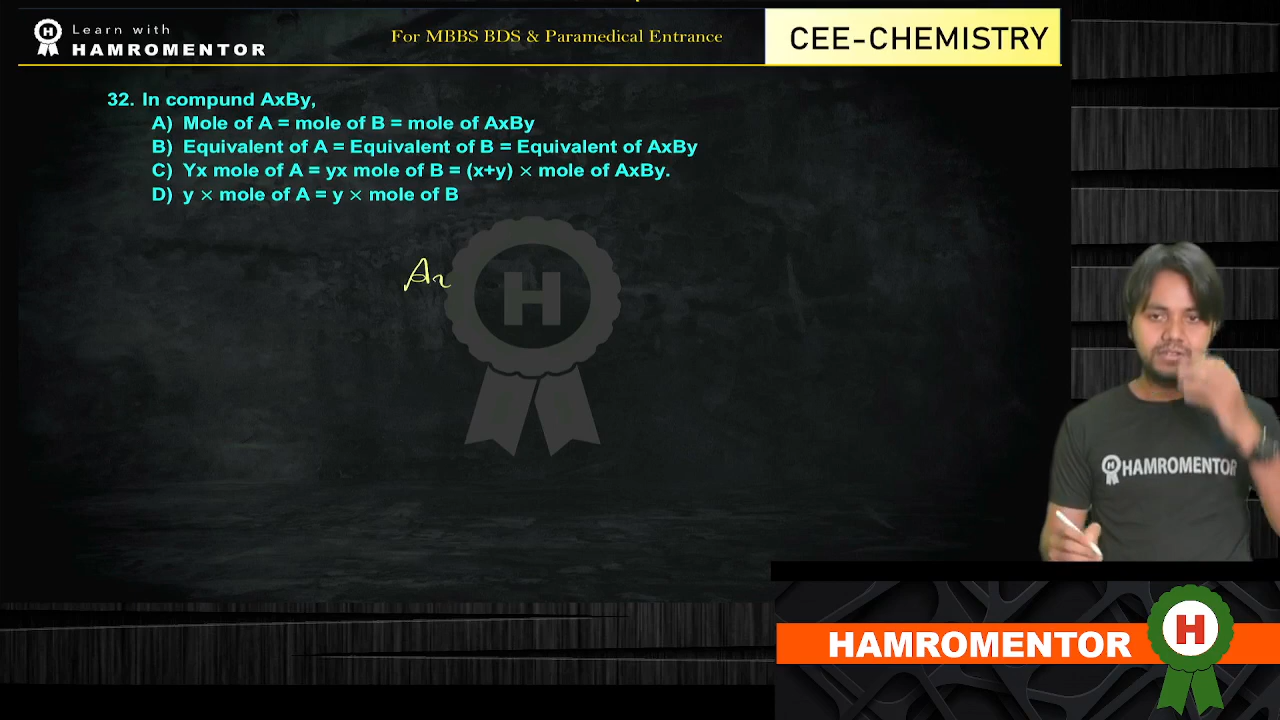 Learn with
HAMROMENTOR
For MBBS BDS & Paramedical Entrance
CEE-CHEMISTRY
32. In compund AxBy,
A) Mole of A = mole of B = mole of AxBy
B) Equivalent of A = Equivalent of B = Equivalent of AxBy
C) Yx mole of A = yx mole of B = (x+y) × mole of AxBy.
D) y × mole of A = y × mole of B
H
HAMROMENTOR
HAMROMENTOR
H